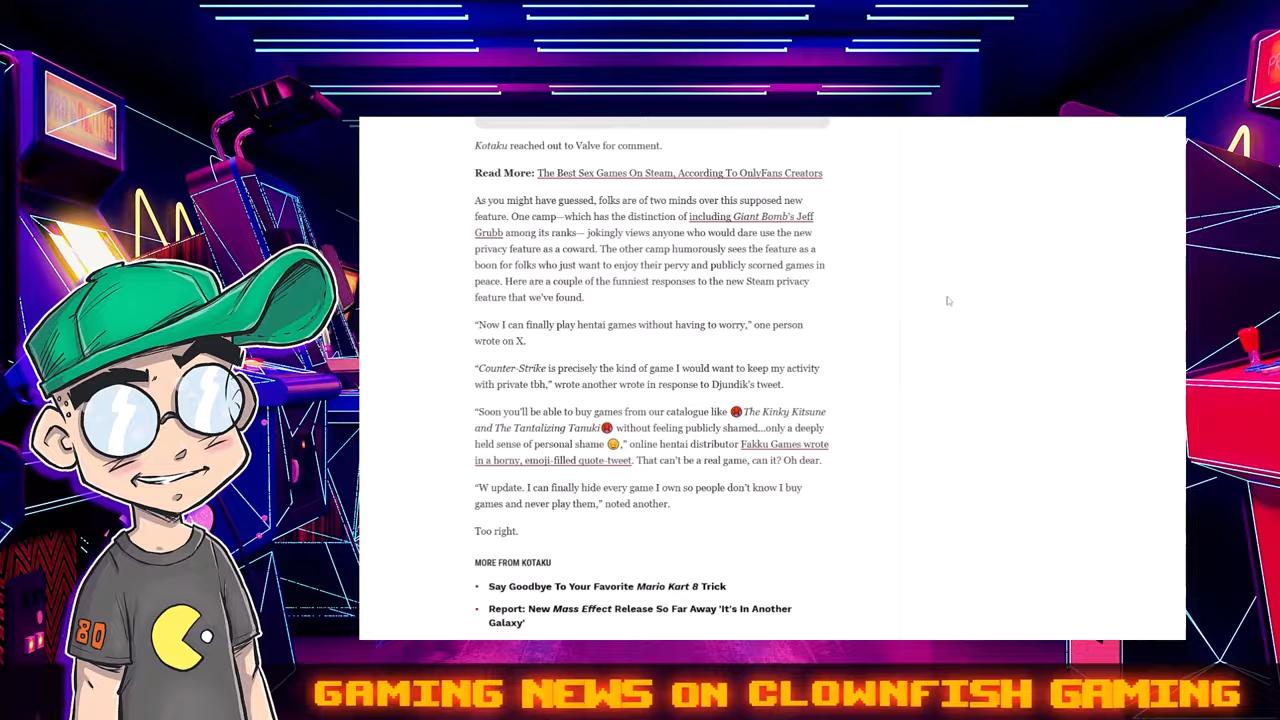 Kotaku reached out to Valve for comment.
Read More: The Best Sex Games On Steam, According To OnlyFans Creators
As you might have guessed, folks are of two minds over this supposed new
feature. One camp—which has the distinction of including Giant Bomb's Jeff
Grubb among its ranks— jokingly views anyone who would dare use the new
privacy feature as a coward. The other camp humorously sees the feature as a
boon for folks who just want to enjoy their pervy and publicly scorned games in
peace. Here are a couple of the funniest responses to the new Steam privacy
feature that we've found.
“Now I can finally play hentai games without having to worry,” one person
wrote on X.
“Counter-Strike is precisely the kind of game I would want to keep my activity
with private tbh,” wrote another wrote in response to Djundik's tweet.
“Soon you'll be able to buy games from our catalogue like The Kinky Kitsune
and The Tantalizing Tanuki without feeling publicly shamed...only a deeply
held sense of personal shame ,” online hentai distributor Fakku Games wrote
in a horny, emoji-filled quote-tweet. That can't be a real game, can it? Oh dear.
“W update. I can finally hide every game I own so people don't know I buy
games and never play them,” noted another.
Too right.
MORE FROM KOTAKU
• Say Goodbye To Your Favorite Mario Kart 8 Trick
• Report: New Mass Effect Release So Far Away 'It's In Another
Galaxy'
80
GAMING NEWS ON CLOWNFISH GAMING